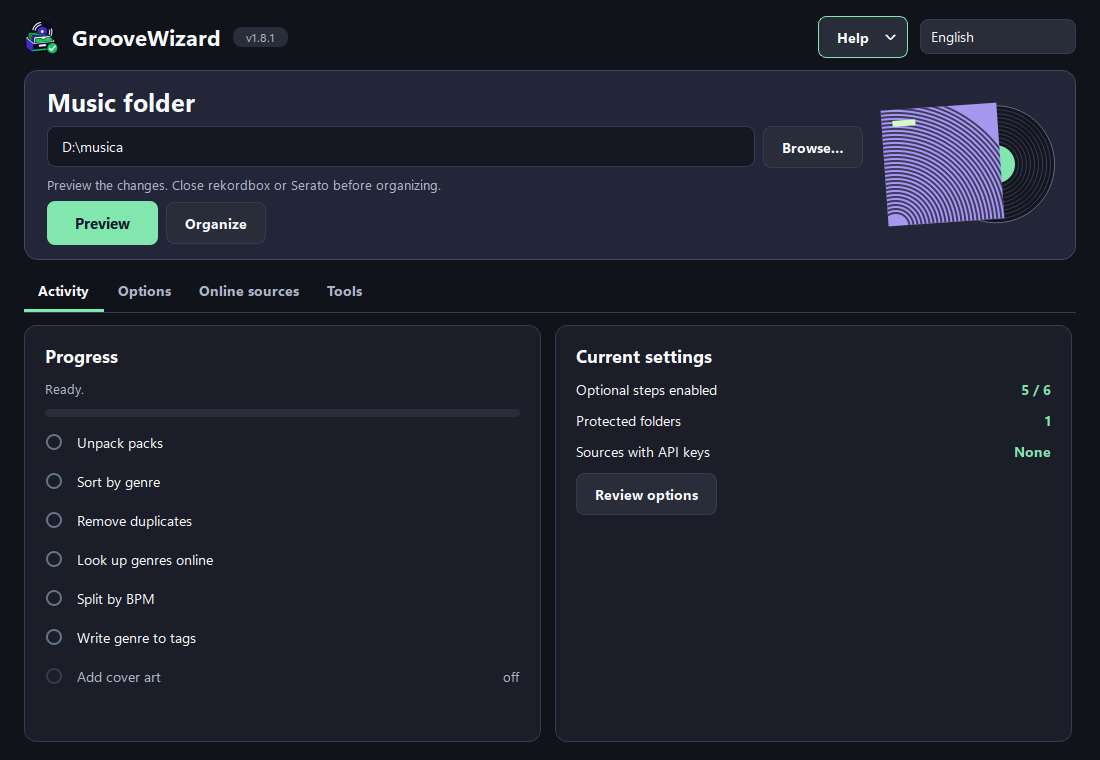 GrooveWizard v1.8.1 Help English
Music folder
D:\musica Browse...
Preview the changes. Close rekordbox or Serato before organizing.
Preview Organize
Activity Options Online sources Tools
Progress
Ready.
Unpack packs
Sort by genre
Remove duplicates
Look up genres online
Split by BPM
Write genre to tags
Add cover art off
Current settings
Optional steps enabled 5 / 6
Protected folders 1
Sources with API keys None
Review options